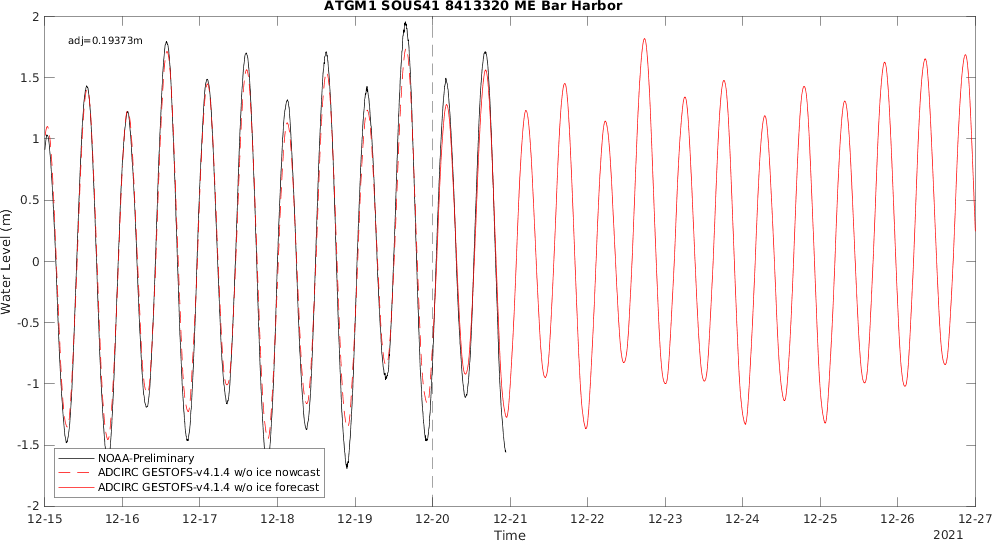 ATGM1 SOUS41 8413320 ME Bar Harbor
adj=0.19373m
2
1.5
1
0.5
0
-0.5
-1
-1.5
-2
Water Level (m)
NOAA-Preliminary
ADCIRC GESTOFS-v4.1.4 w/o ice nowcast
ADCIRC GESTOFS-v4.1.4 w/o ice forecast
12-15 12-16 12-17 12-18 12-19 12-20 12-21 12-22 12-23 12-24 12-25 12-26 12-27
Time
2021